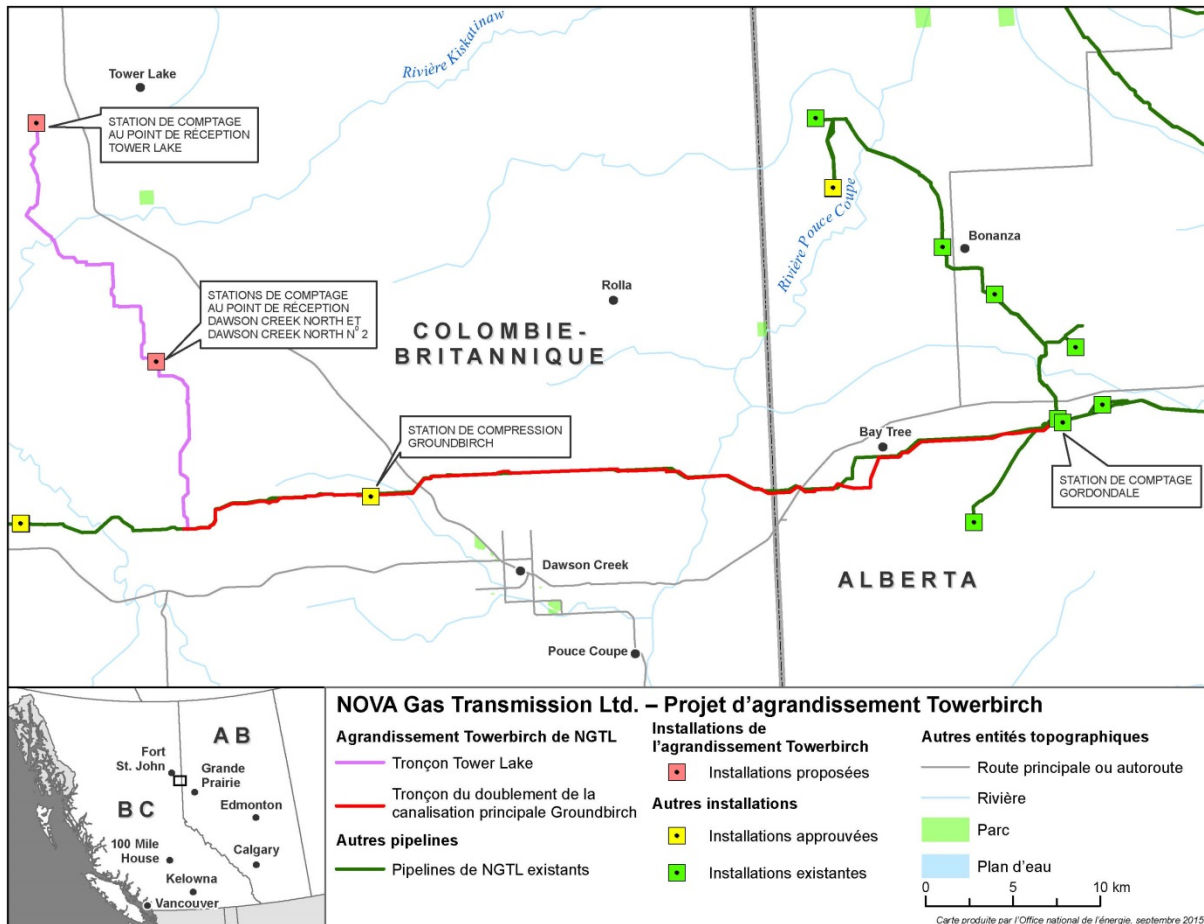 Tower Lake
STATION DE COMPTAGE
AU POINT DE RÉCEPTION
TOWER LAKE
Rivière Kiskatinaw
Rivière Pouce Coupe
STATIONS DE COMPTAGE
AU POINT DE RÉCEPTION
DAWSON CREEK NORTH ET
DAWSON CREEK NORTH N° 2
Rolla
Bonanza
COLOMBIE-
BRITANNIQUE
STATION DE COMPRESSION
GROUNDBIRCH
Bay Tree
STATION DE COMPTAGE
GORDONDALE
Dawson Creek
ALBERTA
Pouce Coupe
AB
Fort
St. John
Grande
Prairie
BC
Edmonton
100 Mile
House
Calgary
Kelowna
Vancouver
NOVA Gas Transmission Ltd. – Projet d'agrandissement Towerbirch
Agrandissement Towerbirch de NGTL
Tronçon Tower Lake
Tronçon du doublement de la
canalisation principale Groundbirch
Autres pipelines
Pipelines de NGTL existants
Installations de
l'agrandissement Towerbirch
Installations proposées
Autres installations
Installations approuvées
Installations existantes
Autres entités topographiques
Route principale ou autoroute
Rivière
Parc
Plan d'eau
0 5 10 km
Carte produite par l'Office national de l'énergie, septembre 2015